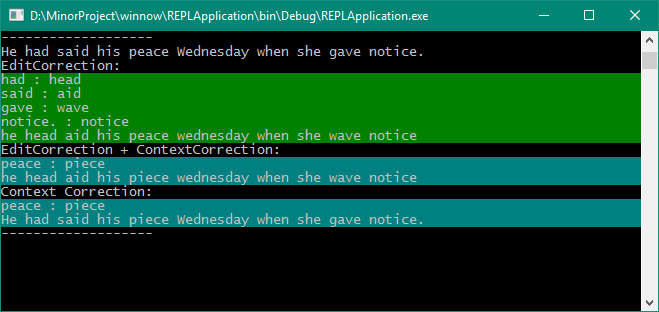 D:\MinorProject\winnow\REPLApplication\bin\Debug\REPLApplication.exe
-------------------
He had said his peace Wednesday when she gave notice.
EditCorrection:
had : head
said : aid
gave : wave
notice. : notice
he head aid his peace wednesday when she wave notice
EditCorrection + ContextCorrection:
peace : piece
he head aid his piece wednesday when she wave notice
Context Correction:
peace : piece
He had said his piece Wednesday when she gave notice.
-------------------